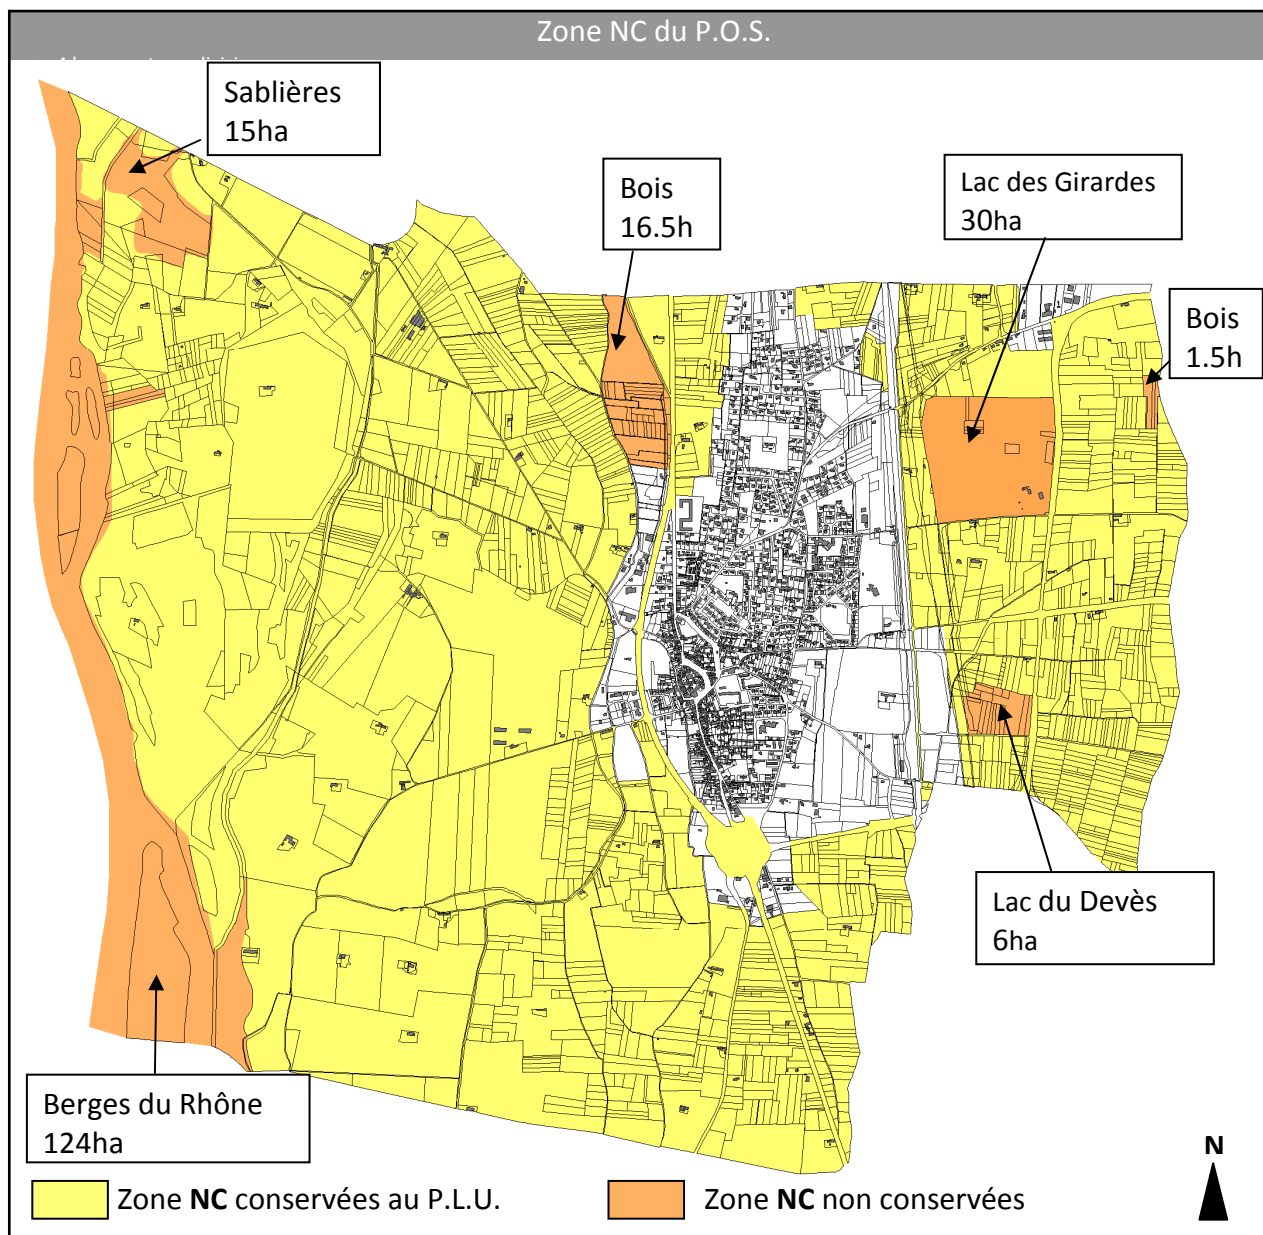 Zone NC du P.O.S.
Sablières
15ha
Bois
16.5h
Lac des Girardes
30ha
Bois
1.5h
Lac du Devès
6ha
Berges du Rhône
124ha
N
Zone NC conservées au P.L.U.
Zone NC non conservées